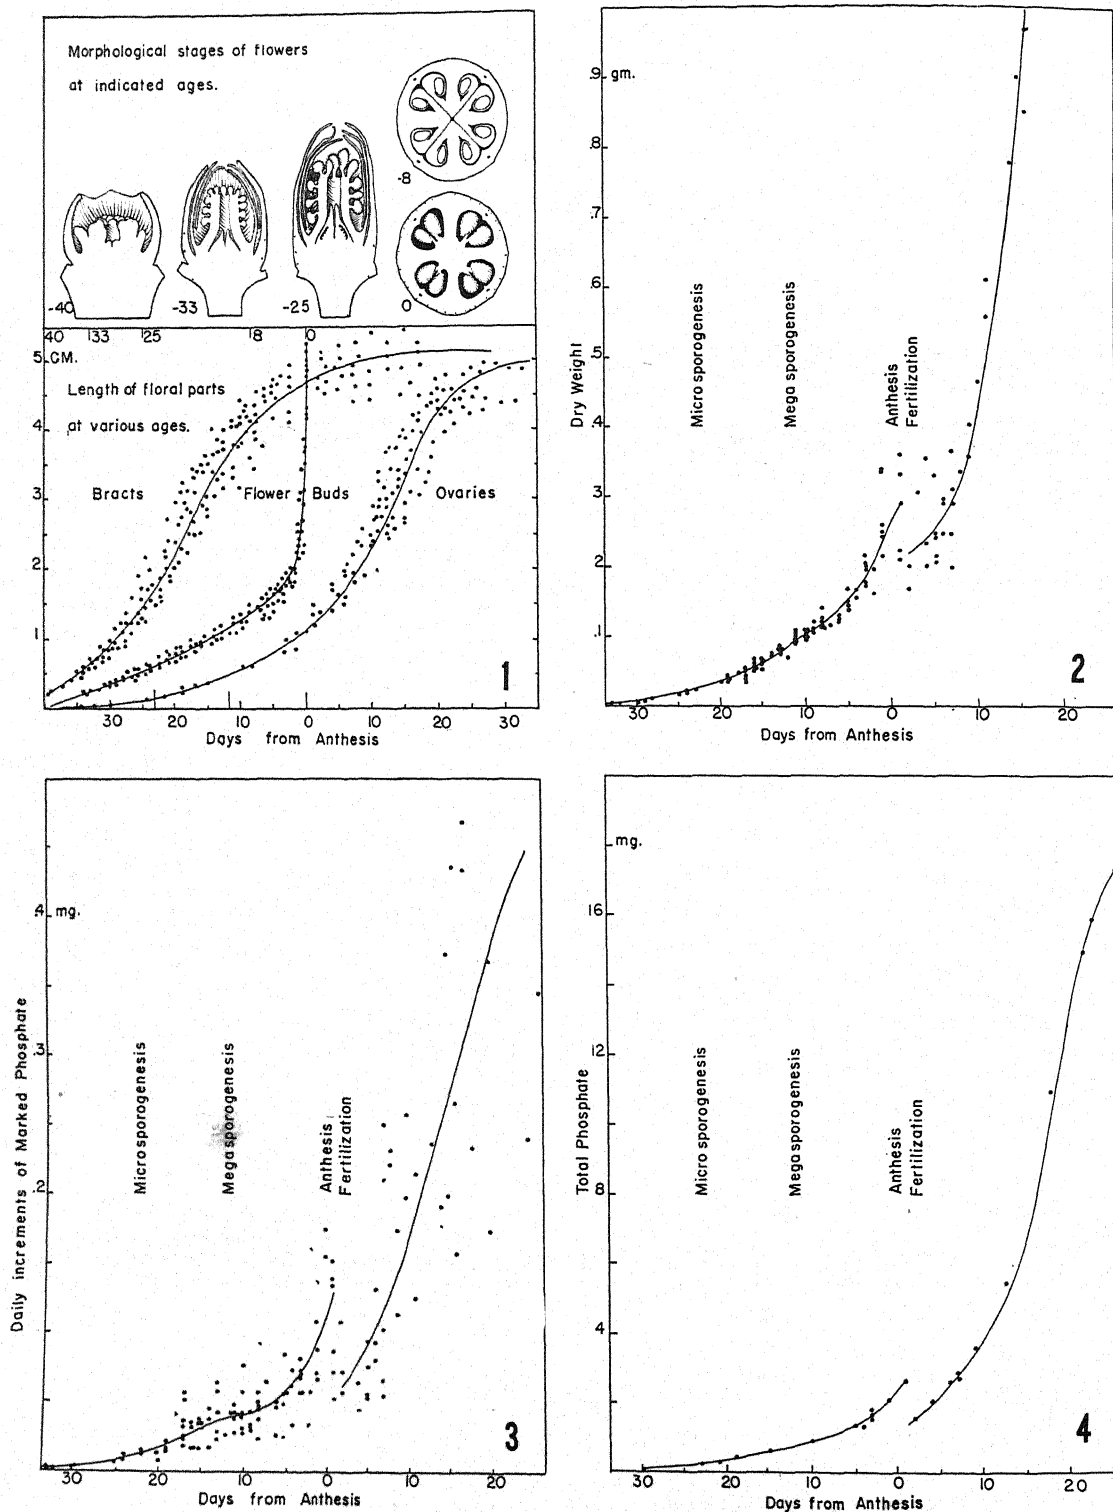 Morphological stages of flowers
at indicated ages.
-40
-33
-25
-8
0
40 33 25 18 0
5 CM.
Length of floral parts
4
at various ages.
Bracts Flower Buds Ovaries
3
2
1
1
30 20 10 0 10 20 30
Days from Anthesis
.9 gm.
.8
.7
.6
.5
.4
.3
.2
.1
Dry Weight
Micro sporogenesis
Mega sporogenesis
Anthesis
Fertilization
2
30 20 10 0 10 20
Days from Anthesis
.4 mg.
.3
.2
Daily increments of Marked Phosphate
Microsporogenesis
Megasporogenesis
Anthesis
Fertilization
3
30 20 10 0 10 20
Days from Anthesis
mg.
16
12
8
4
Total Phosphate
Micro sporogenesis
Mega sporogenesis
Anthesis
Fertilization
4
30 20 10 0 10 20
Days from Anthesis